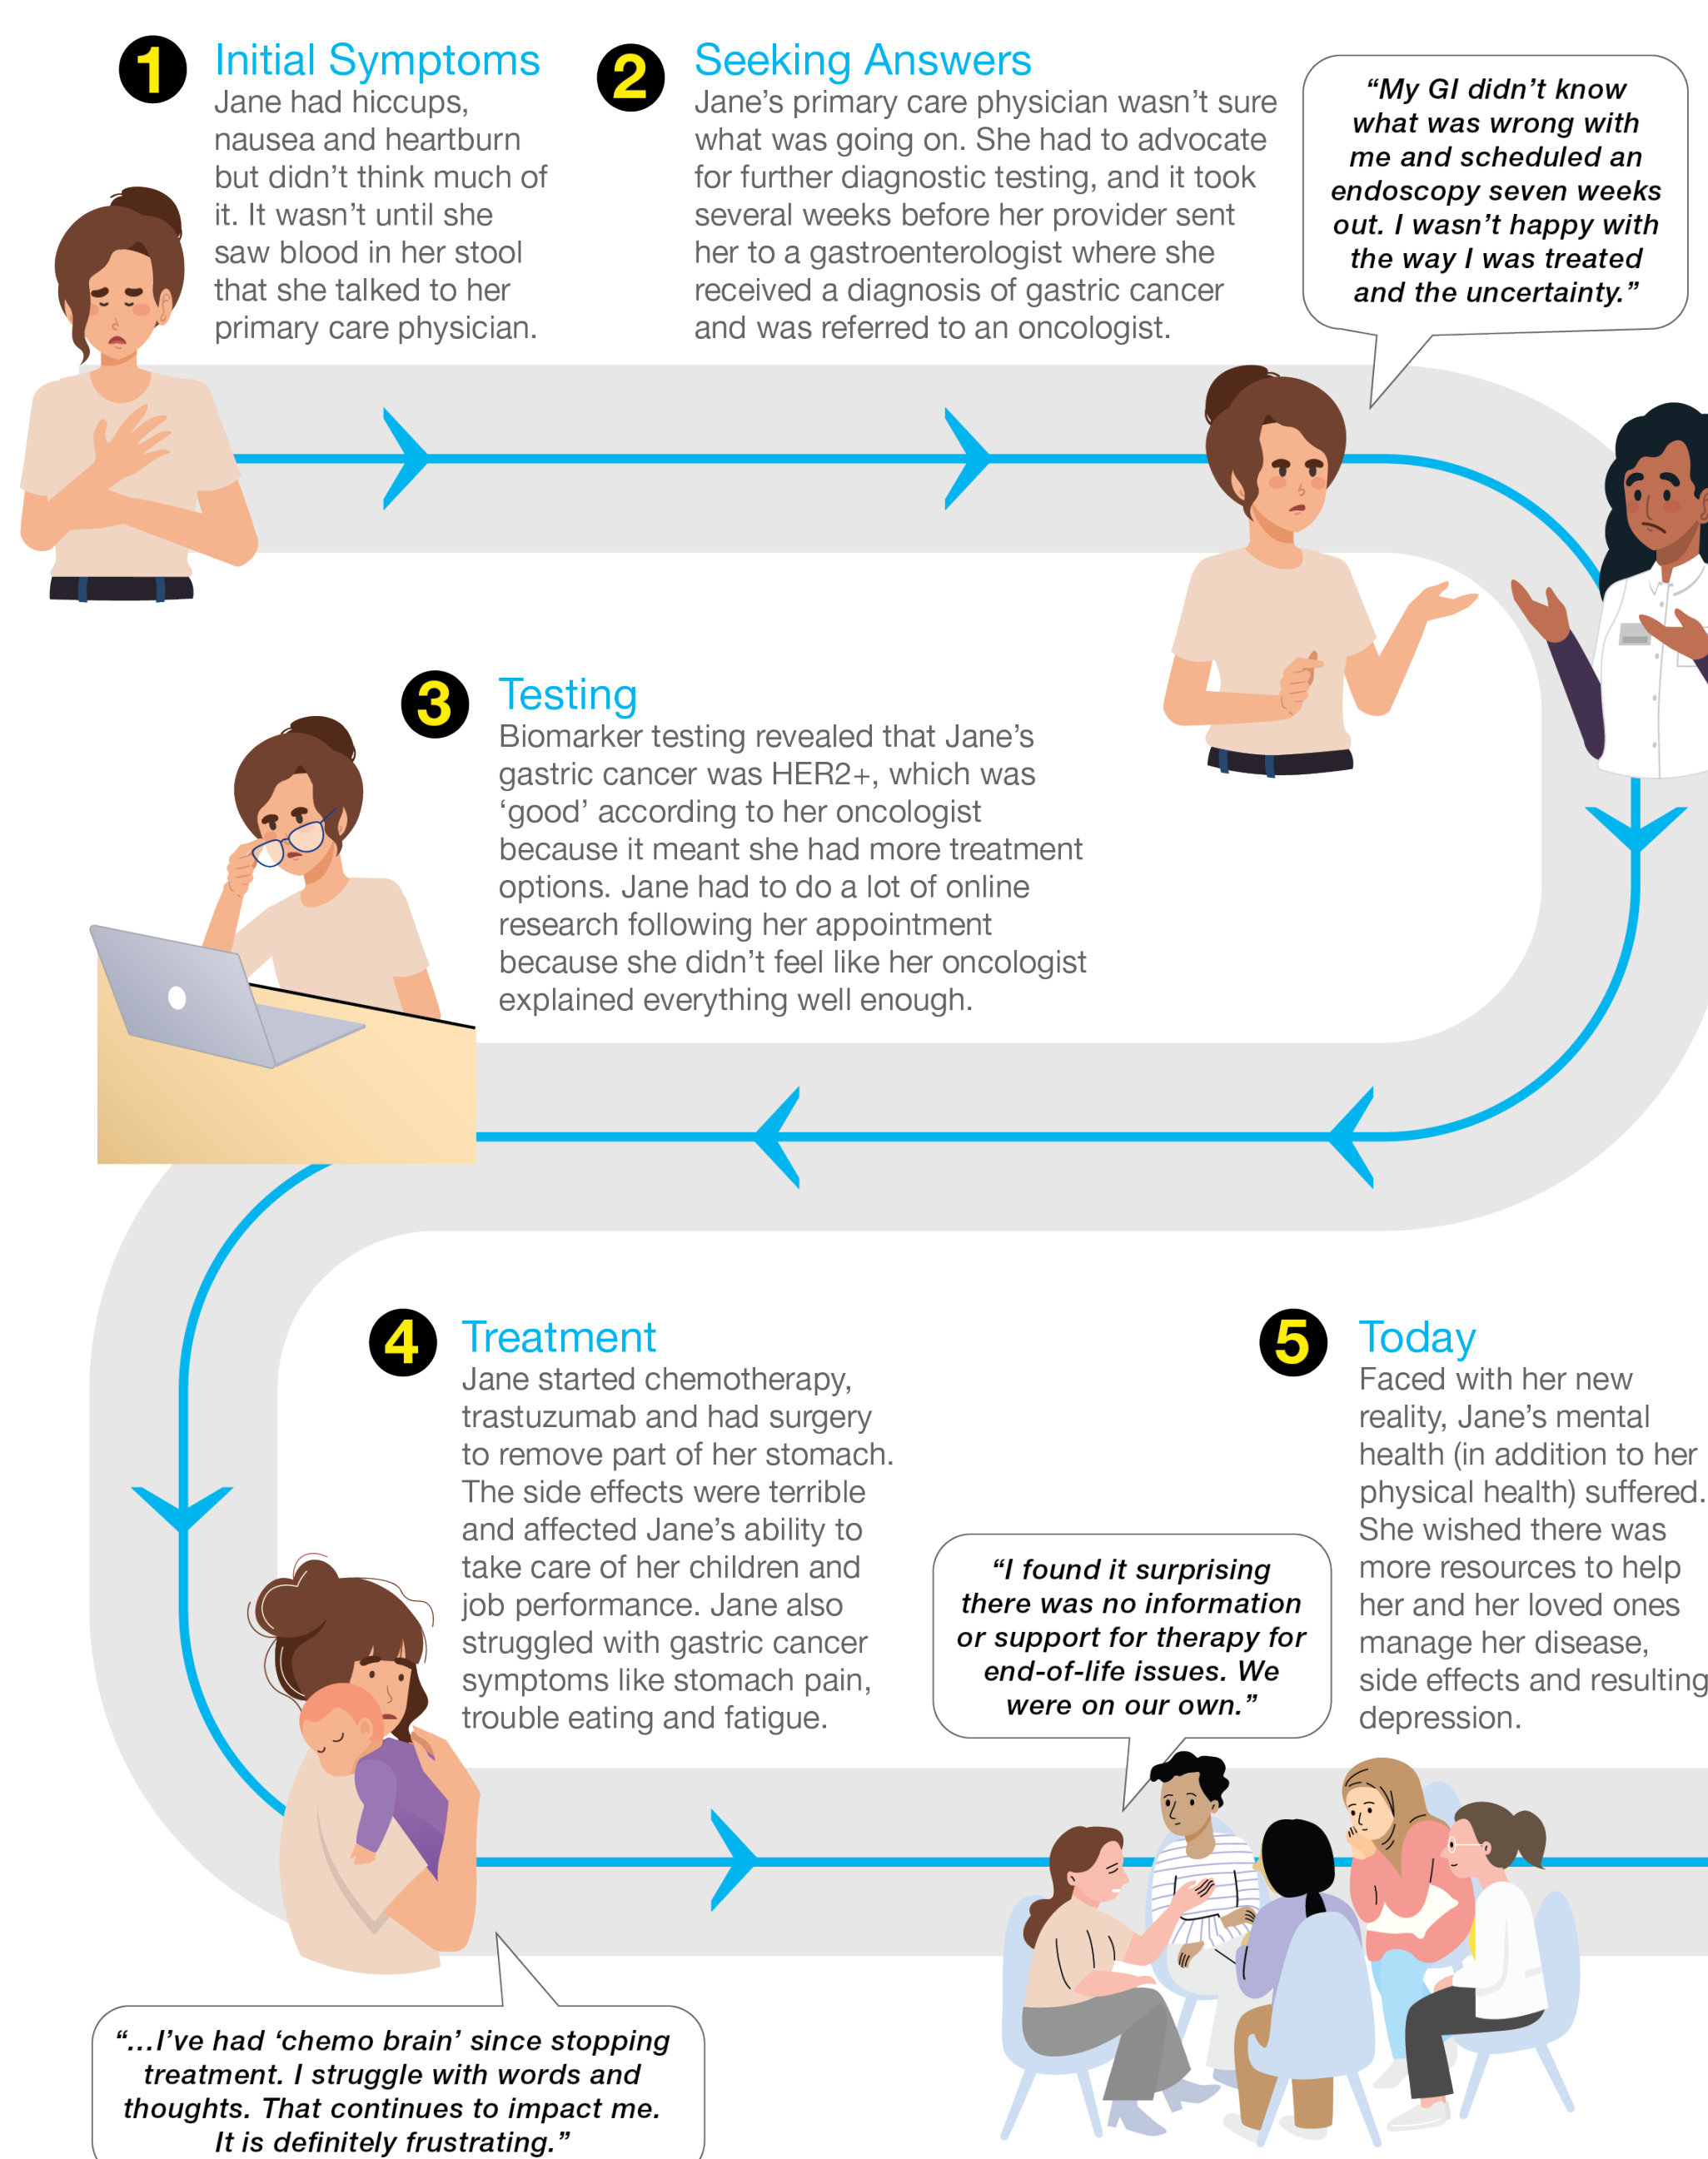 1
Initial Symptoms
Jane had hiccups,
nausea and heartburn
but didn’t think much of
it. It wasn’t until she
saw blood in her stool
that she talked to her
primary care physician.
2
Seeking Answers
Jane’s primary care physician wasn’t sure
what was going on. She had to advocate
for further diagnostic testing, and it took
several weeks before her provider sent
her to a gastroenterologist where she
received a diagnosis of gastric cancer
and was referred to an oncologist.
“My GI didn’t know
what was wrong with
me and scheduled an
endoscopy seven weeks
out. I wasn’t happy with
the way I was treated
and the uncertainty.”
3
Testing
Biomarker testing revealed that Jane’s
gastric cancer was HER2+, which was
‘good’ according to her oncologist
because it meant she had more treatment
options. Jane had to do a lot of online
research following her appointment
because she didn’t feel like her oncologist
explained everything well enough.
4
Treatment
Jane started chemotherapy,
trastuzumab and had surgery
to remove part of her stomach.
The side effects were terrible
and affected Jane’s ability to
take care of her children and
job performance. Jane also
struggled with gastric cancer
symptoms like stomach pain,
trouble eating and fatigue.
“…I’ve had ‘chemo brain’ since stopping
treatment. I struggle with words and
thoughts. That continues to impact me.
It is definitely frustrating.”
5
Today
Faced with her new
reality, Jane’s mental
health (in addition to her
physical health) suffered.
She wished there was
more resources to help
her and her loved ones
manage her disease,
side effects and resulting
depression.
“I found it surprising
there was no information
or support for therapy for
end-of-life issues. We
were on our own.”